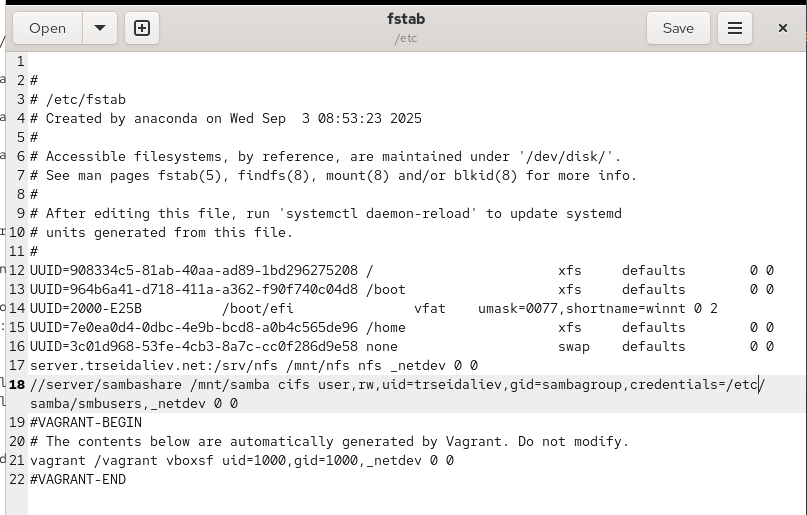 Open
fstab
/etc
Save
1
2 #
3 # /etc/fstab
4 # Created by anaconda on Wed Sep  3 08:53:23 2025
5 #
6 # Accessible filesystems, by reference, are maintained under '/dev/disk/'.
7 # See man pages fstab(5), findfs(8), mount(8) and/or blkid(8) for more info.
8 #
9 # After editing this file, run 'systemctl daemon-reload' to update systemd
10 # units generated from this file.
11 #
12 UUID=908334c5-81ab-40aa-ad89-1bd296275208 /                       xfs     defaults        0 0
13 UUID=964b6a41-d718-411a-a362-f90f740c04d8 /boot                   xfs     defaults        0 0
14 UUID=2000-E25B          /boot/efi               vfat    umask=0077,shortname=winnt 0 2
15 UUID=7e0ea0d4-0dbc-4e9b-bcd8-a0b4c565de96 /home                   xfs     defaults        0 0
16 UUID=3c01d968-53fe-4cb3-8a7c-cc0f286d9e58 none                    swap    defaults        0 0
17 server.trseidaliev.net:/srv/nfs /mnt/nfs nfs _netdev 0 0
18 //server/sambashare /mnt/samba cifs user,rw,uid=trseidaliev,gid=sambagroup,credentials=/etc/
samba/smbusers,_netdev 0 0
19 #VAGRANT-BEGIN
20 # The contents below are automatically generated by Vagrant. Do not modify.
21 vagrant /vagrant vboxsf uid=1000,gid=1000,_netdev 0 0
22 #VAGRANT-END